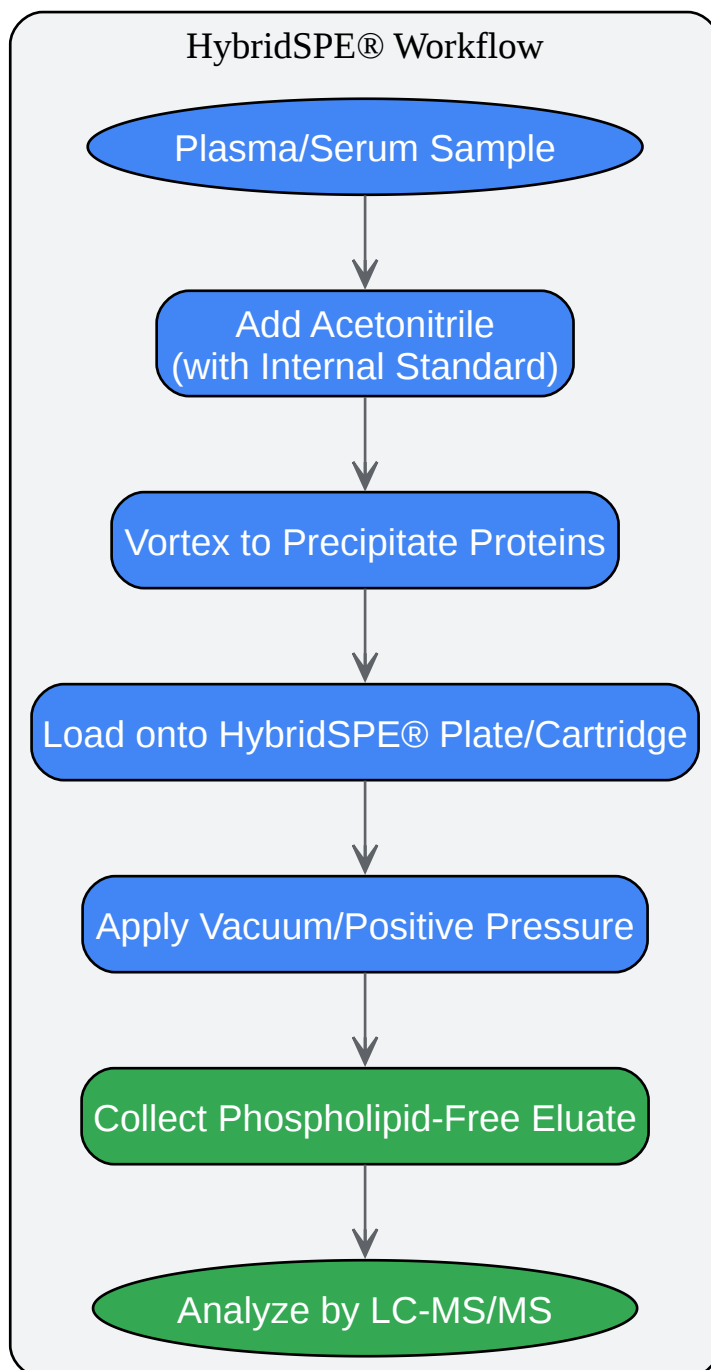 HybridSPE® Workflow
Plasma/Serum Sample
Add Acetonitrile
(with Internal Standard)
Vortex to Precipitate Proteins
Load onto HybridSPE® Plate/Cartridge
Apply Vacuum/Positive Pressure
Collect Phospholipid-Free Eluate
Analyze by LC-MS/MS